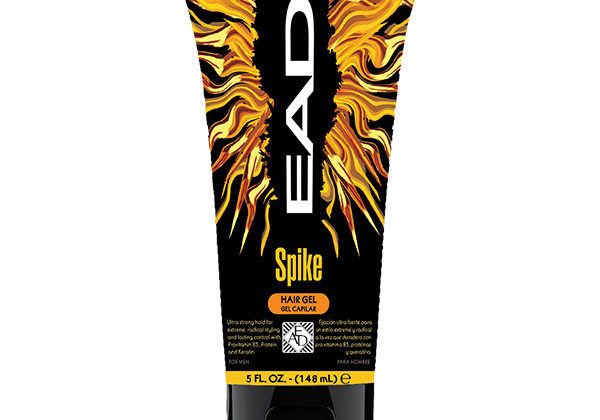 EAD
Spike
HAIR GEL
GEL CAPILAR
Ultra strong hold for
extreme, radical styling
and lasting control with
Provitamin B5, Protein
and Keratin.
FOR MEN
EAD
Fijación ultra fuerte para
un estilo extremo y radical
a la vez que duradero con
pro vitamina B5, proteínas
y queratina.
PARA HOMBRE
5 FL. OZ. - (148 mL) e